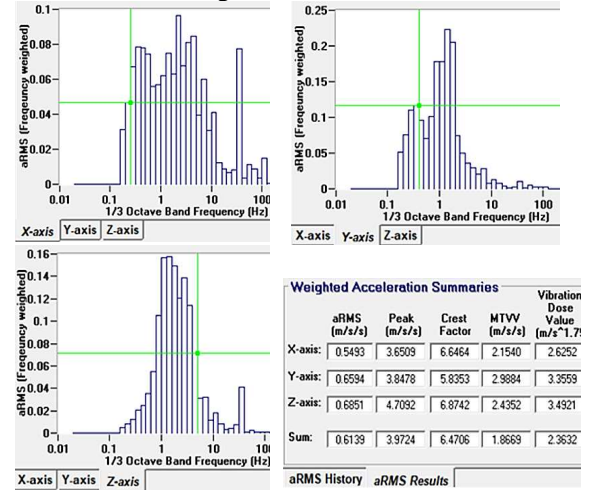 0.1
0.08
0.06
0.04
0.02
0
aRMS (Freqeuncy weighted)
0.01 0.1 1 10 100
1/3 Octave Band Frequency (Hz)
X-axis Y-axis Z-axis
0.25
0.2
0.15
0.1
0.05
0
aRMS (Freqeuncy weighted)
0.01 0.1 1 10 100
1/3 Octave Band Frequency (Hz)
X-axis Y-axis Z-axis
0.16
0.14
0.12
0.1
0.08
0.06
0.04
0.02
0
aRMS (Freqeuncy weighted)
0.01 0.1 1 10 100
1/3 Octave Band Frequency (Hz)
X-axis Y-axis Z-axis
Weighted Acceleration Summaries
aRMS (m/s/s) Peak (m/s/s) Crest Factor MTVV (m/s/s) Vibration Dose Value (m/s^1.75
X-axis: 0.5493 3.6509 6.6464 2.1540 2.6252
Y-axis: 0.6594 3.8478 5.8353 2.9884 3.3559
Z-axis: 0.6851 4.7092 6.8742 2.4352 3.4921
Sum: 0.6139 3.9724 6.4706 1.8669 2.3632
aRMS History aRMS Results